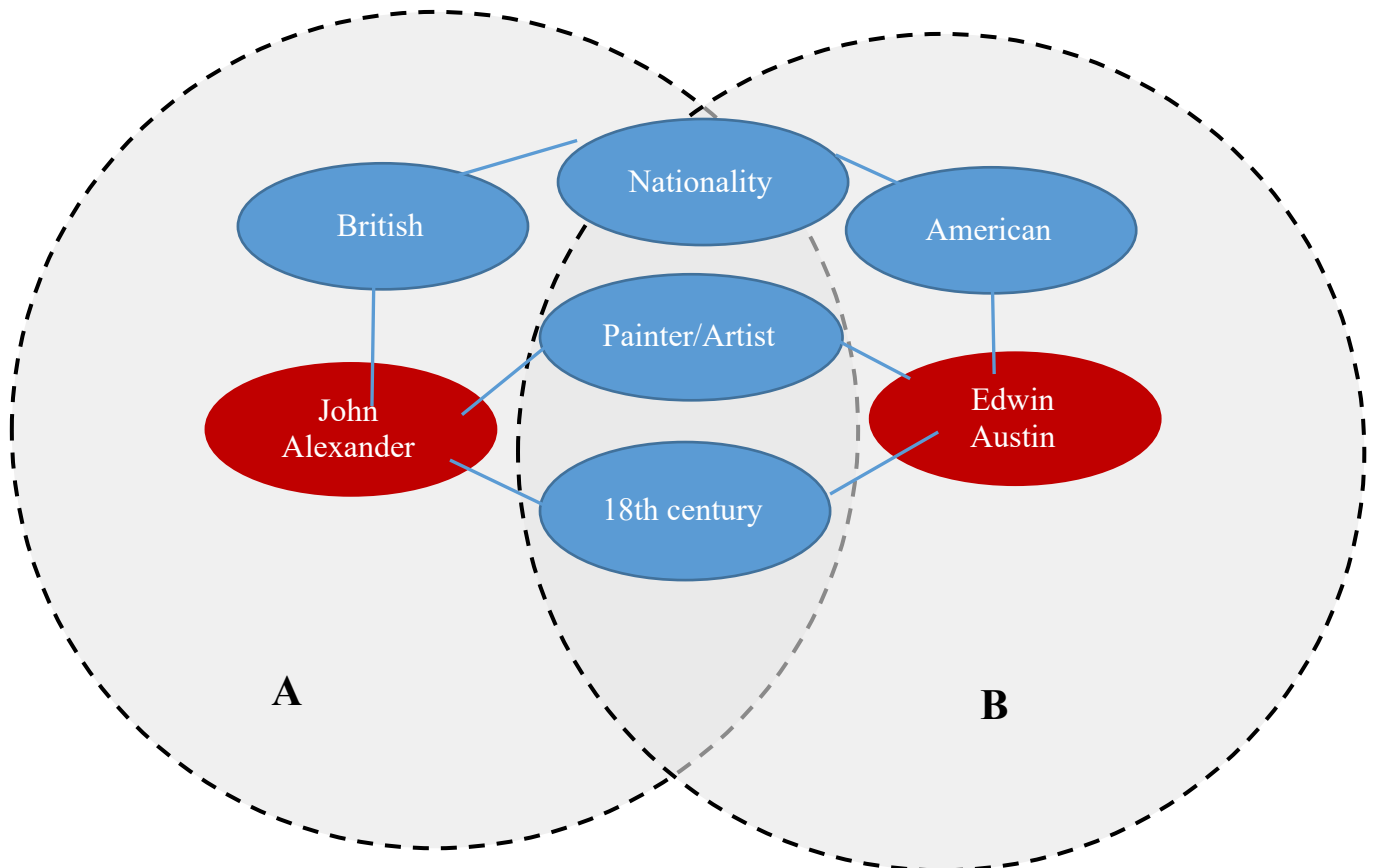 Nationality
British
American
Painter/Artist
John
Alexander
Edwin
Austin
18th century
A
B